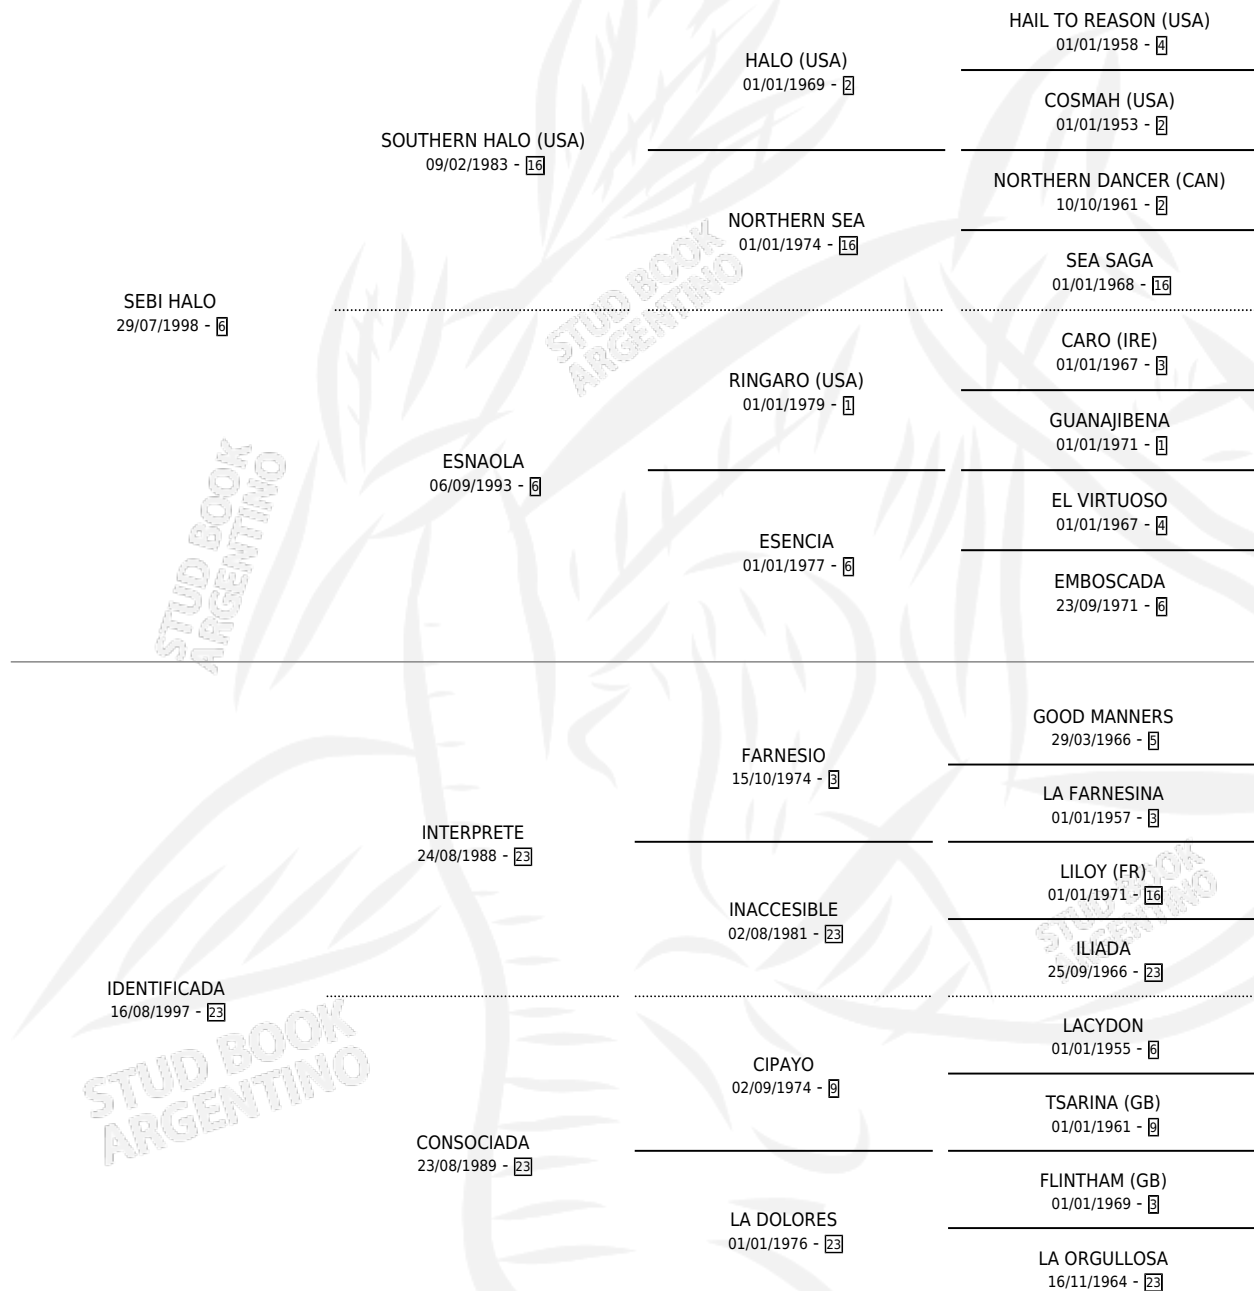 HAIL TO REASON (USA)
01/01/1958 - 4
HALO (USA)
01/01/1969 - 2
COSMAH (USA)
01/01/1953 - 2
SOUTHERN HALO (USA)
09/02/1983 - 16
NORTHERN DANCER (CAN)
10/10/1961 - 2
NORTHERN SEA
01/01/1974 - 16
SEA SAGA
01/01/1968 - 16
SEBI HALO
29/07/1998 - 6
CARO (IRE)
01/01/1967 - 3
RINGARO (USA)
01/01/1979 - 1
GUANAJIBENA
01/01/1971 - 1
ESNAOLA
06/09/1993 - 6
EL VIRTUOSO
01/01/1967 - 4
ESENCIA
01/01/1977 - 6
EMBOSCADA
23/09/1971 - 6
GOOD MANNERS
29/03/1966 - 5
FARNESIO
15/10/1974 - 3
LA FARNESINA
01/01/1957 - 3
INTERPRETE
24/08/1988 - 23
LILOY (FR)
01/01/1971 - 16
INACCESIBLE
02/08/1981 - 23
ILIADA
25/09/1966 - 23
IDENTIFICADA
16/08/1997 - 23
LACYDON
01/01/1955 - 6
CIPAYO
02/09/1974 - 9
TSARINA (GB)
01/01/1961 - 9
CONSOCIADA
23/08/1989 - 23
FLINTHAM (GB)
01/01/1969 - 3
LA DOLORES
01/01/1976 - 23
LA ORGULLOSA
16/11/1964 - 23
STUD BOOK
ARGENTINO
STUD BOOK
ARGENTINO
STUD BOOK
ARGENTINO
STUD BOOK
ARGENTINO